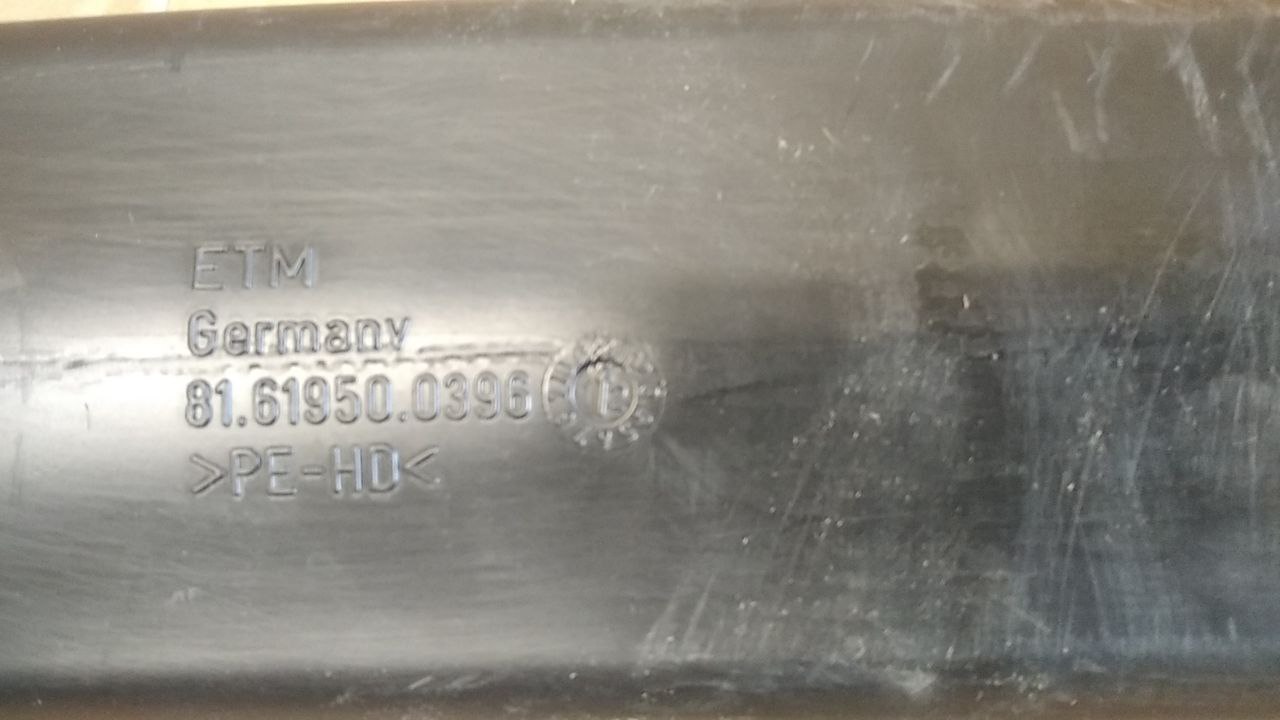 ETM
Germany
81.61950.0396
>PE-HD<